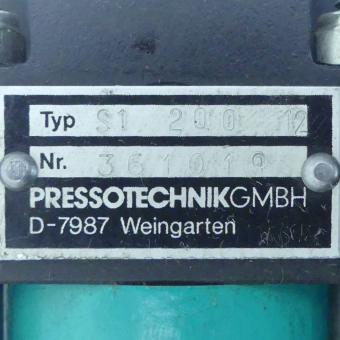 Typ S1 200 12
Nr. 361019
PRESSOTECHNIKGMBH
D-7987 Weingarten